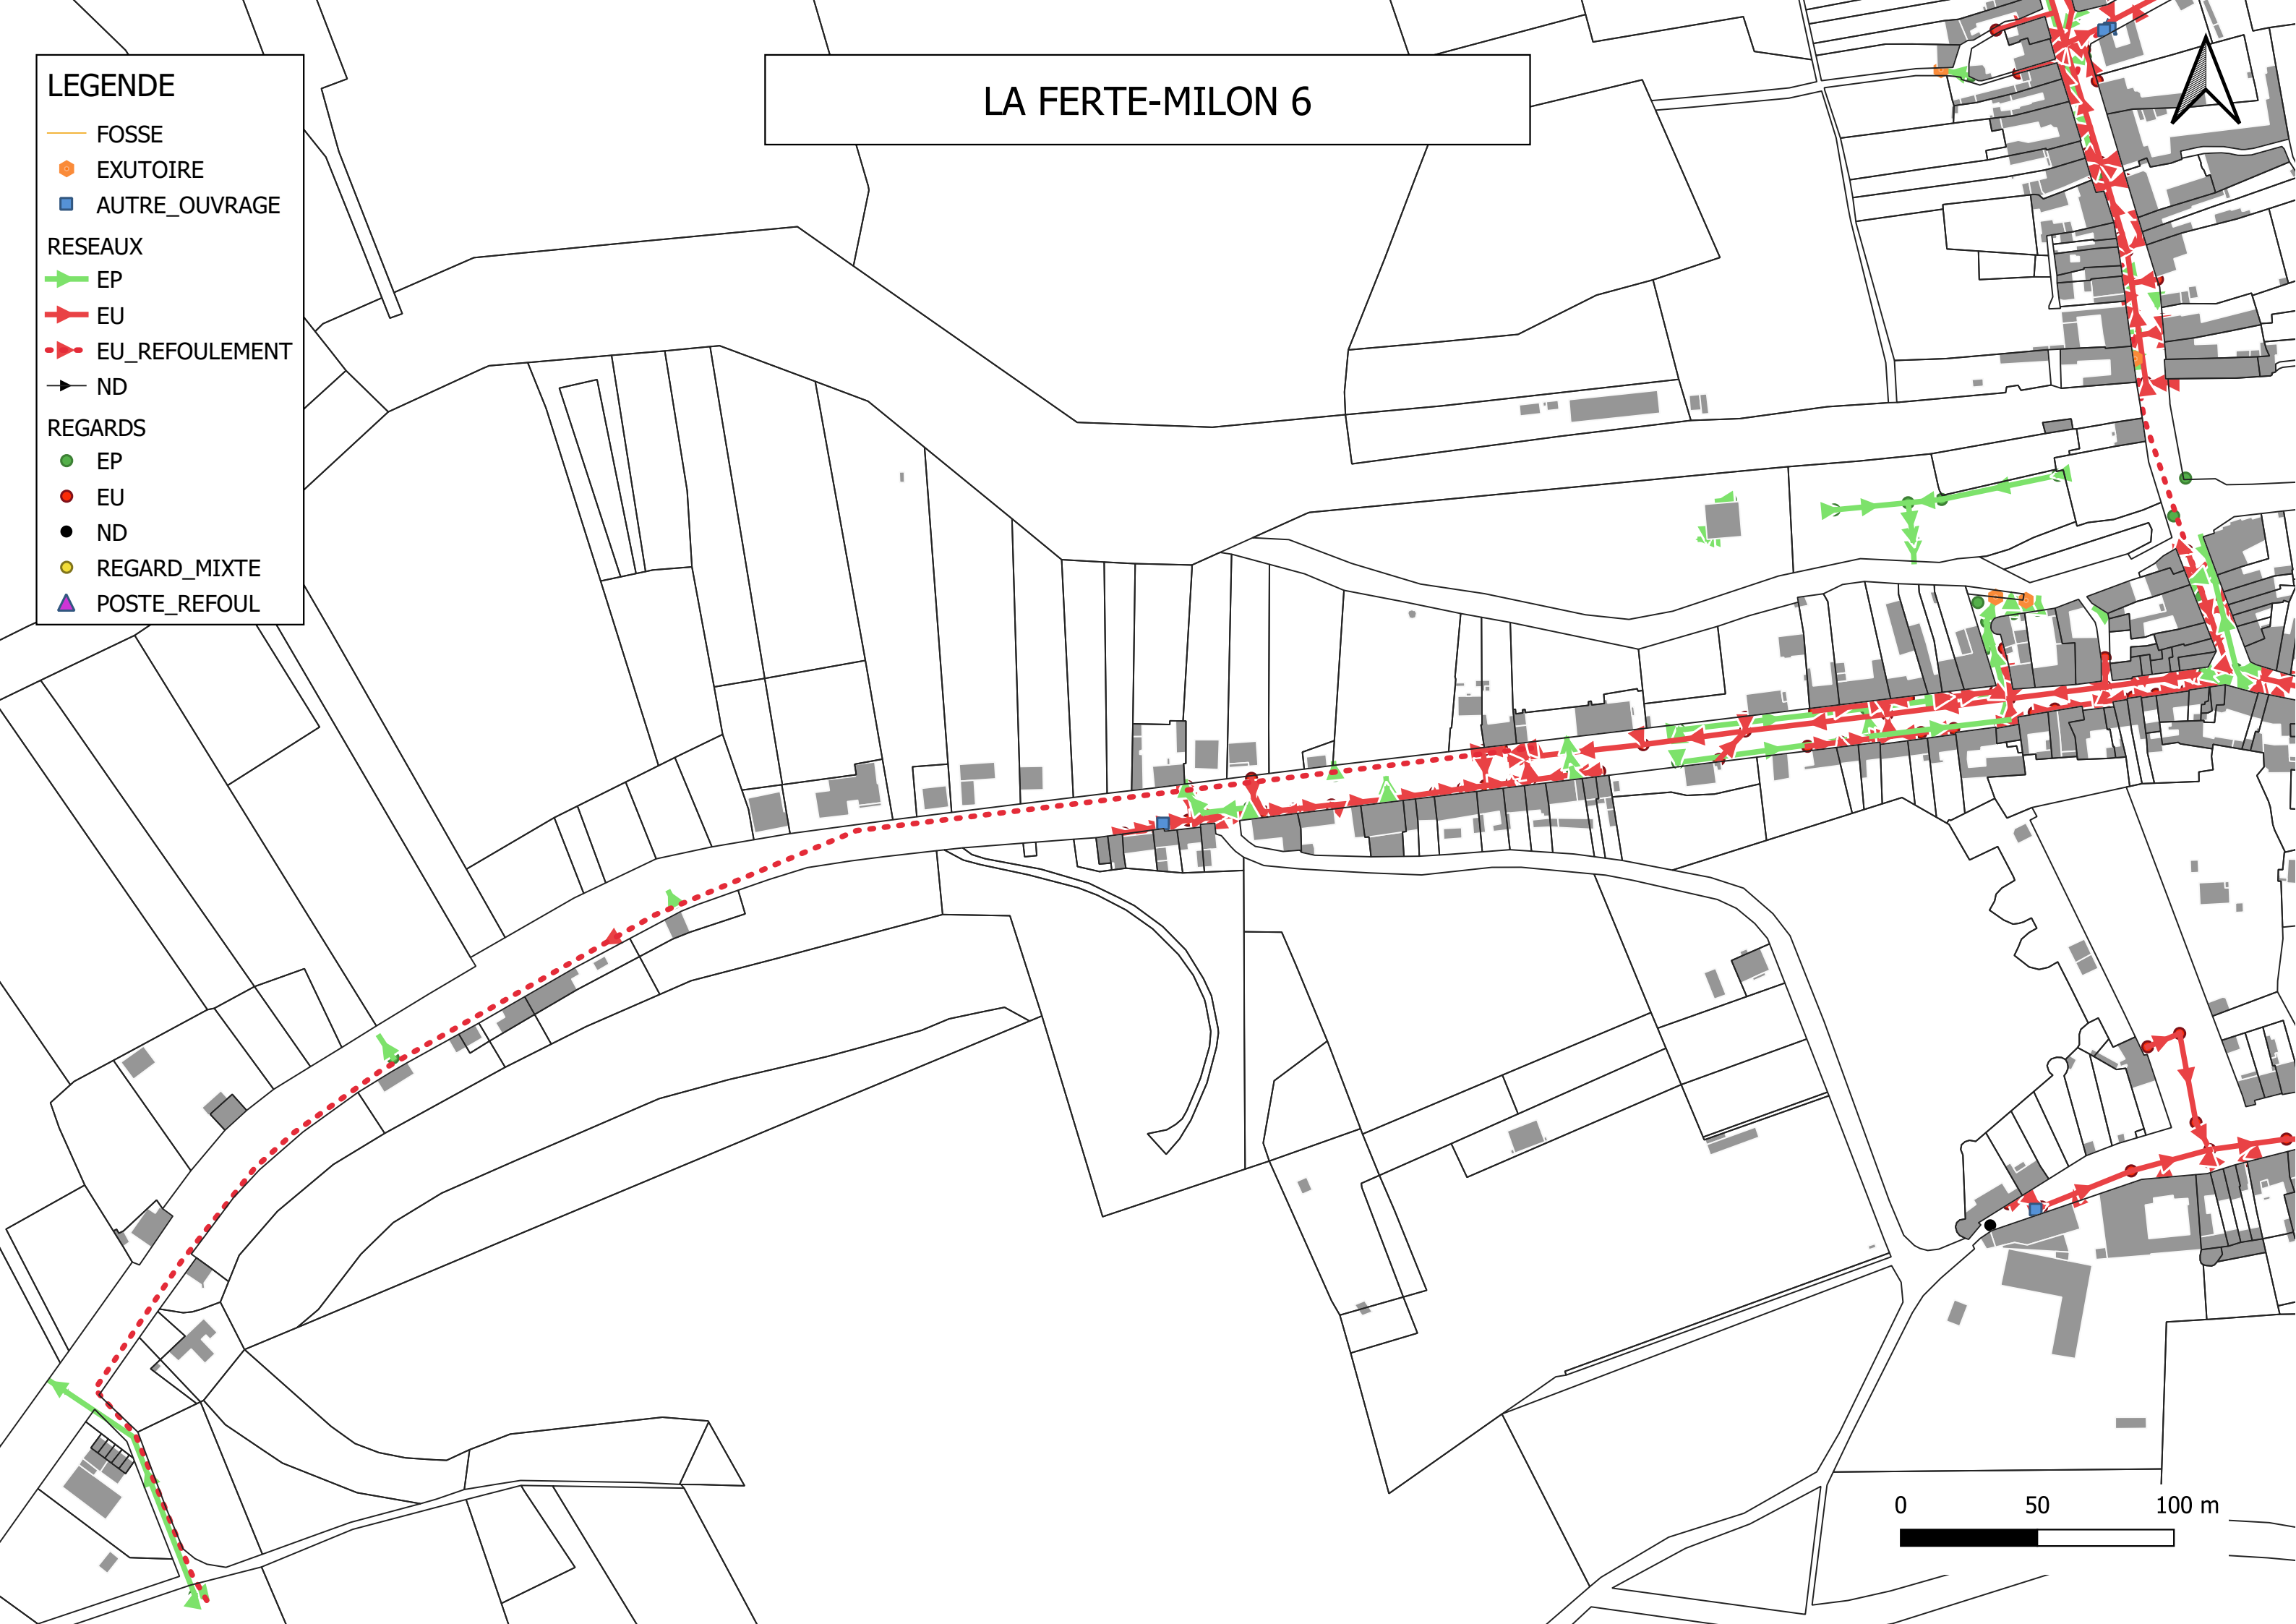 LA FERTE-MILON 6
LEGENDE
FOSSE
EXUTOIRE
AUTRE_OUVRAGE
RESEAUX
EP
EU
EU_REFOULEMENT
ND
REGARDS
EP
EU
ND
REGARD_MIXTE
POSTE_REFOUL
0 50 100 m